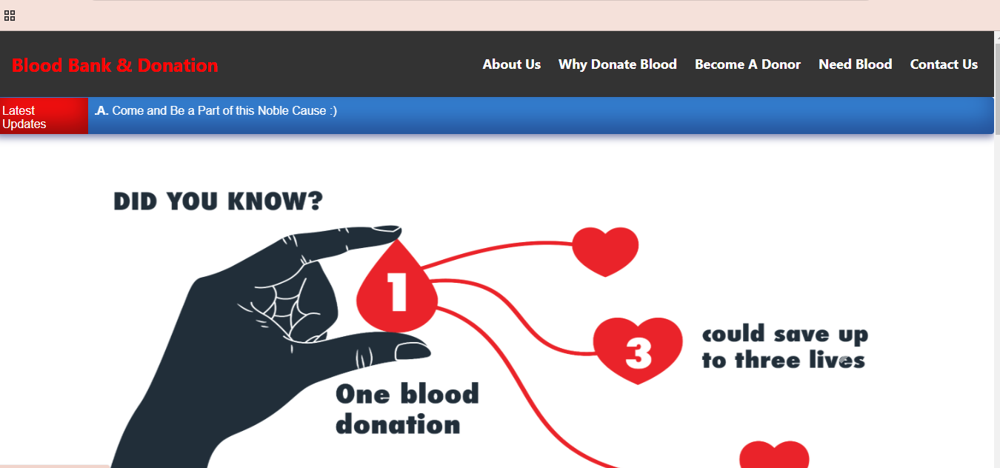 Blood Bank & Donation
About Us Why Donate Blood Become A Donor Need Blood Contact Us
Latest
Updates
.A. Come and Be a Part of this Noble Cause :)
DID YOU KNOW?
1
3
could save up
to three lives
One blood
donation